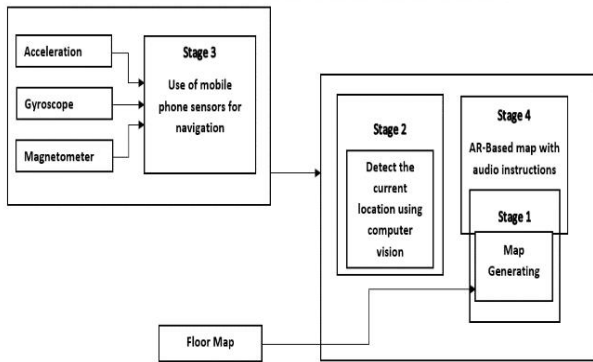 Acceleration
Gyroscope
Magnetometer
Stage 3
Use of mobile
phone sensors for
navigation
Stage 2
Detect the
current
location using
computer
vision
Stage 4
AR-Based map with
audio instructions
Stage 1
Map
Generating
Floor Map